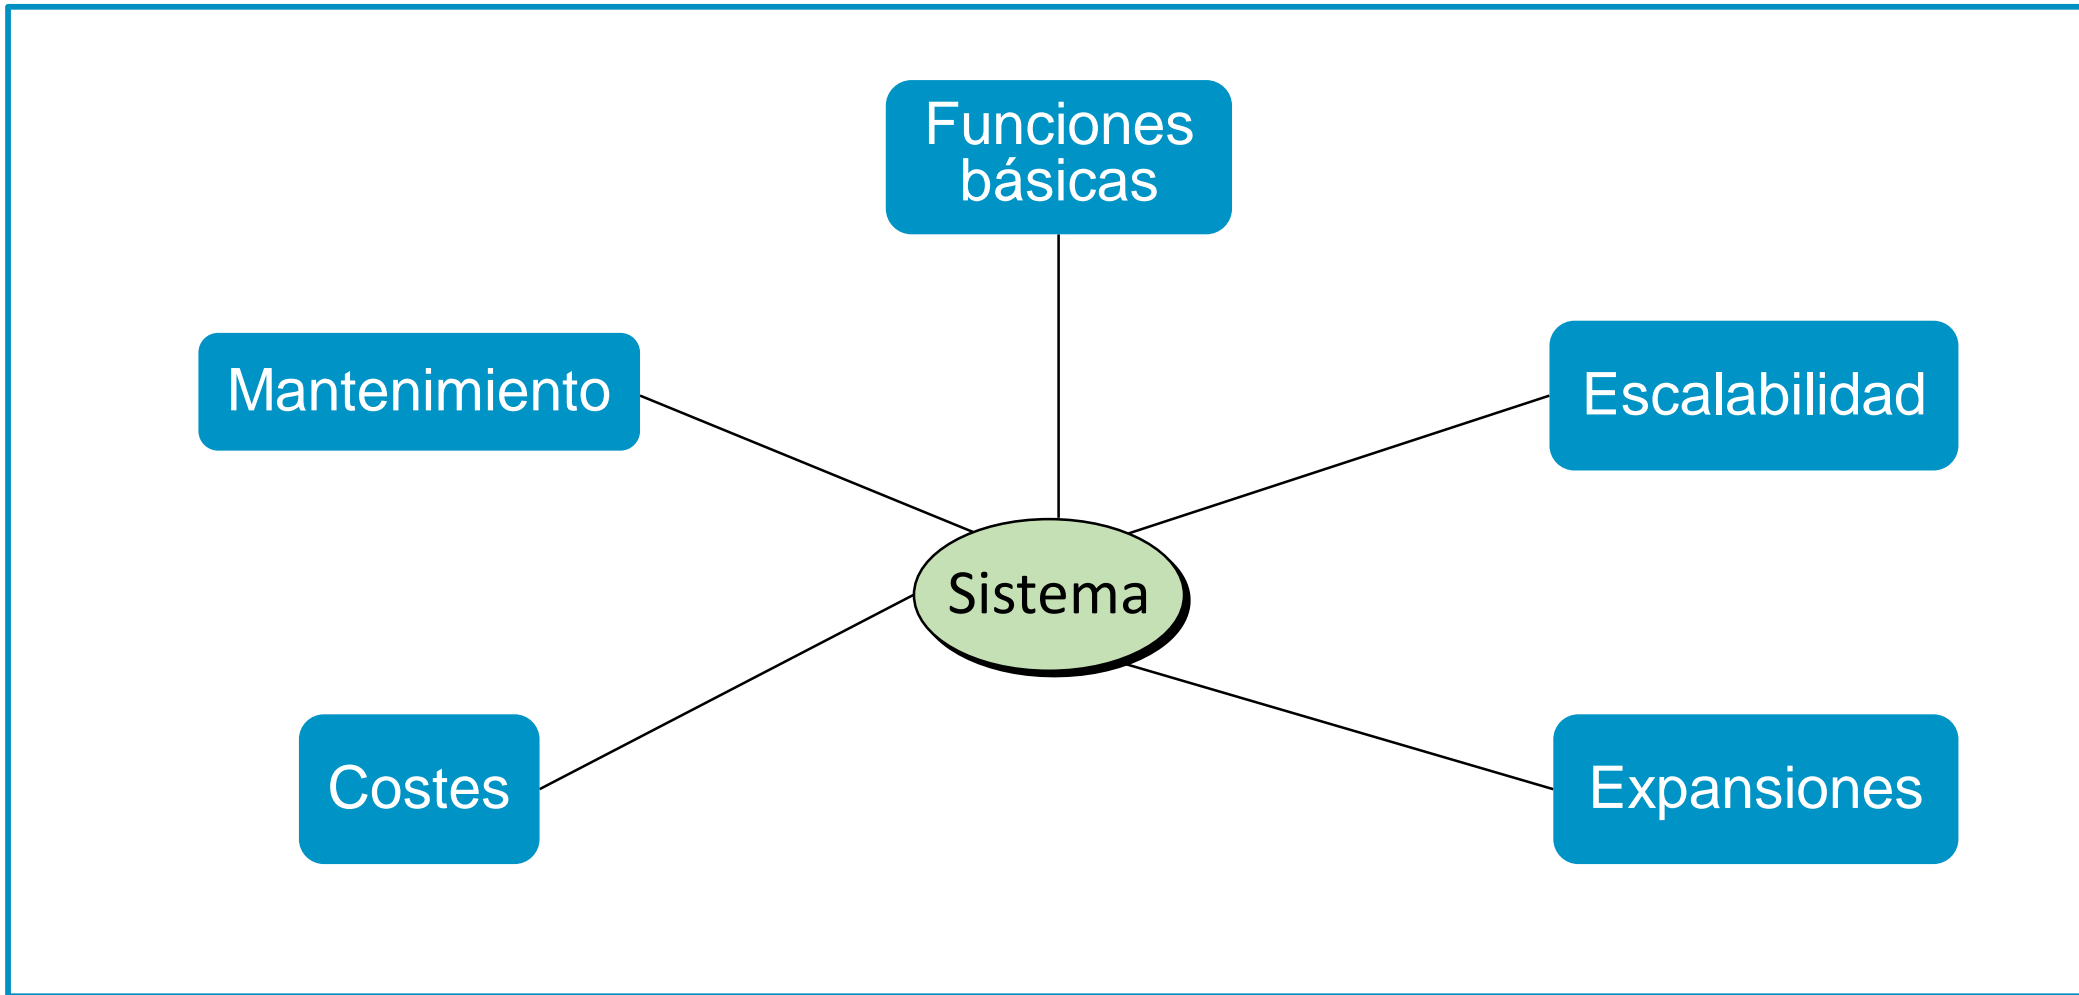 Funciones
básicas
Mantenimiento
Escalabilidad
Sistema
Costes
Expansiones